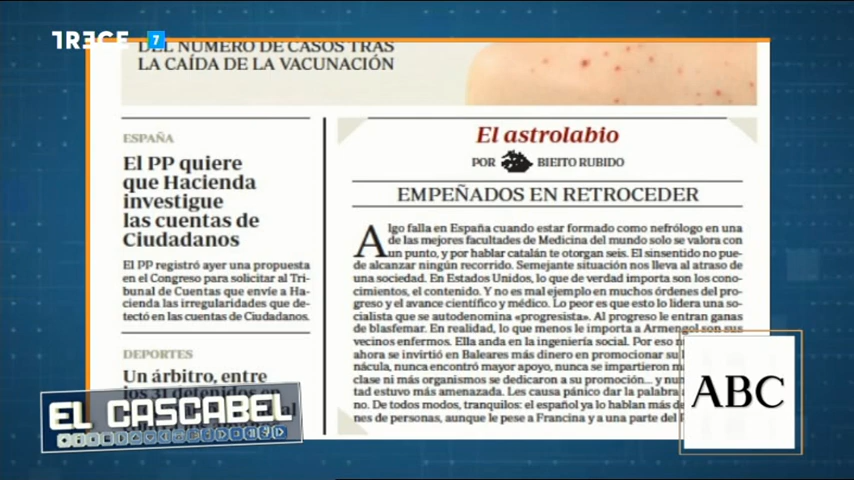 TRECE 7
DEL NÚMERO DE CASOS TRAS
LA CAÍDA DE LA VACUNACIÓN
ESPAÑA
El PP quiere
que Hacienda
investigue
las cuentas de
Ciudadanos
El PP registró ayer una propuesta
en el Congreso para solicitar al Tri-
bunal de Cuentas que envíe a Ha-
cienda las irregularidades que de-
tectó en las cuentas de Ciudadanos.
DEPORTES
Un árbitro, entre
los 31 detenidos en
El astrolabio
POR BIEITO RUBIDO
EMPEÑADOS EN RETROCEDER
Algo falla en España cuando estar formado como nefrólogo en una
de las mejores facultades de Medicina del mundo solo se valora con
un punto, y por hablar catalán te otorgan seis. El sinsentido no pue-
de alcanzar ningún recorrido. Semejante situación nos lleva al atraso de
una sociedad. En Estados Unidos, lo que de verdad importa son los cono-
cimientos, el contenido. Y no es mal ejemplo en muchos órdenes del pro-
greso y el avance científico y médico. Lo peor es que esto lo lidera una so-
cialista que se autodenomina «progresista». Al progreso le entran ganas
de blasfemar. En realidad, lo que menos le importa a Armengol son sus
vecinos enfermos. Ella anda en la ingeniería social. Por eso
ahora se invirtió en Baleares más dinero en promocionar su
nácula, nunca encontró mayor apoyo, nunca se impartieron
clase ni más organismos se dedicaron a su promoción... y
tad estuvo más amenazada. Les causa pánico dar la palabra
no. De todos modos, tranquilos: el español ya lo hablan más de
nes de personas, aunque le pese a Francina y a una parte del
EL CASCABEL
ABC